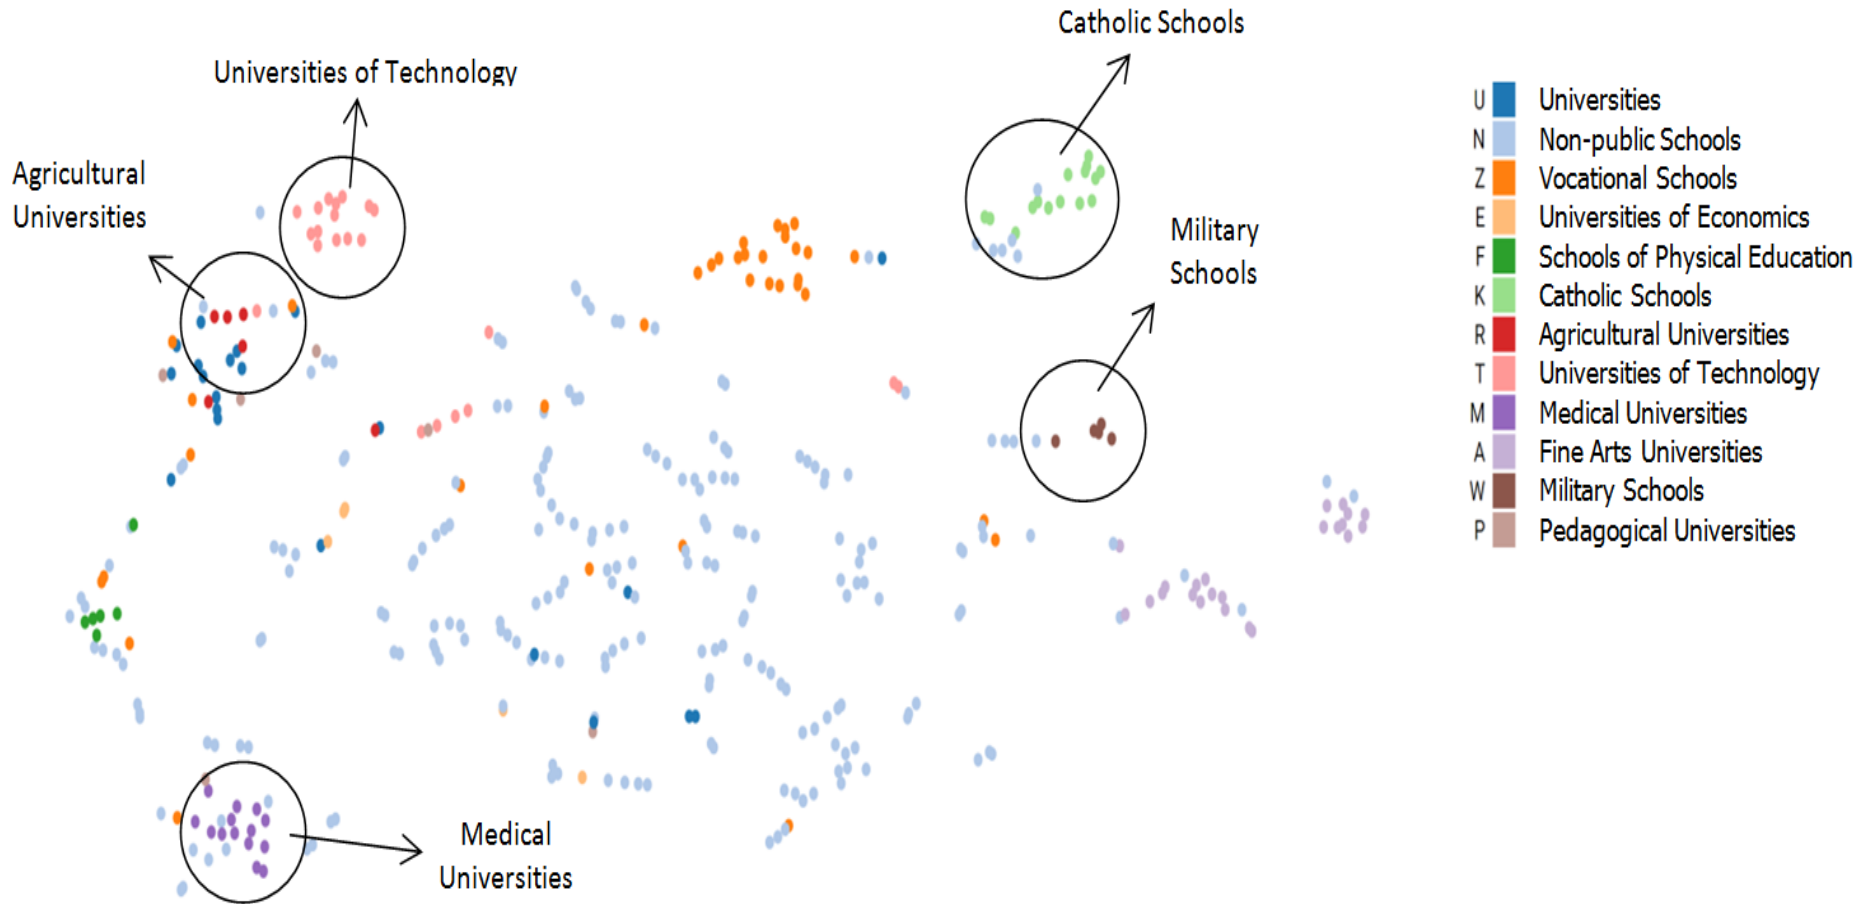 Catholic Schools
Universities of Technology
Agricultural
Universities
Military
Schools
Medical
Universities
U Universities
N Non-public Schools
Z Vocational Schools
E Universities of Economics
F Schools of Physical Education
K Catholic Schools
R Agricultural Universities
T Universities of Technology
M Medical Universities
A Fine Arts Universities
W Military Schools
P Pedagogical Universities